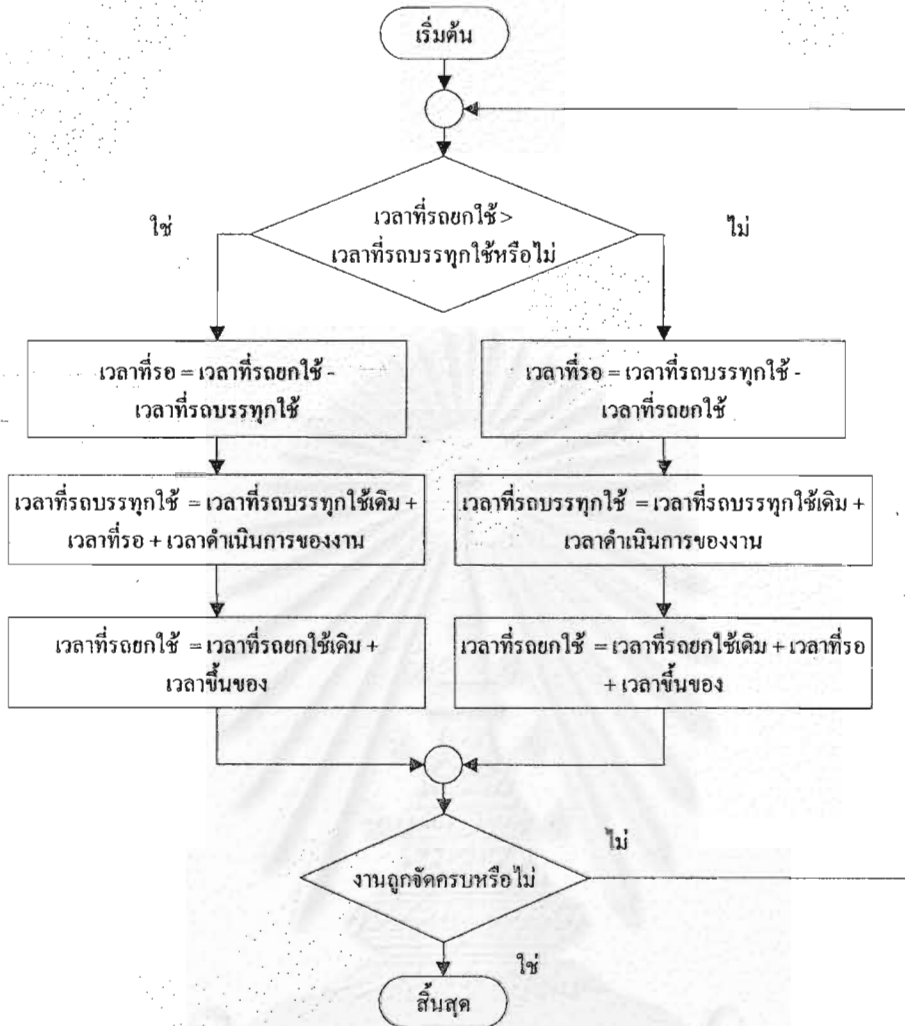 เริ่มต้น
เวลาที่รถยกใช้ >
เวลาที่รถบรรทุกใช้หรือไม่
ใช่
ไม่
เวลาที่รอ = เวลาที่รถยกใช้ -
เวลาที่รถบรรทุกใช้
เวลาที่รอ = เวลาที่รถบรรทุกใช้ -
เวลาที่รถยกใช้
เวลาที่รถบรรทุกใช้ = เวลาที่รถบรรทุกใช้เดิม +
เวลาที่รอ + เวลาดำเนินการของงาน
เวลาที่รถบรรทุกใช้ = เวลาที่รถบรรทุกใช้เดิม +
เวลาดำเนินการของงาน
เวลาที่รถยกใช้ = เวลาที่รถยกใช้เดิม +
เวลาขึ้นของ
เวลาที่รถยกใช้ = เวลาที่รถยกใช้เดิม + เวลาที่รอ
+ เวลาขึ้นของ
งานถูกจัดครบหรือไม่
ไม่
ใช่
สิ้นสุด